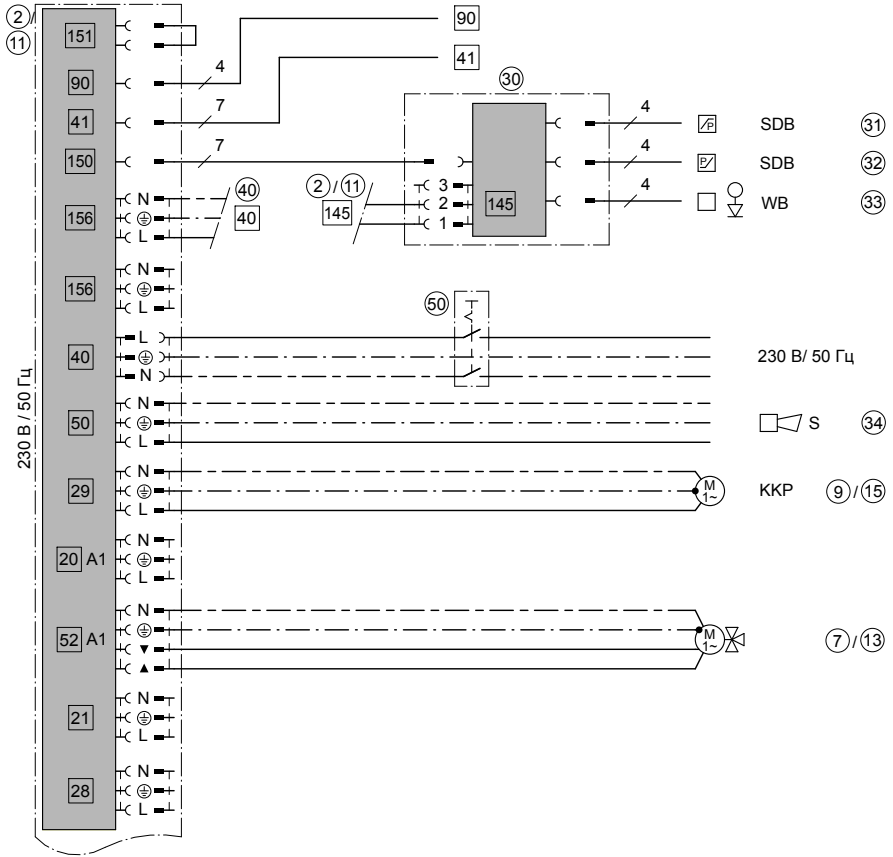 2 /
11
151
90
4
90
41
7
41
150
7
30
4
P
SDB
31
4
P
SDB
32
4
WB
33
2 / 11
145
3
2
1
145
156
N
L
40
40
156
N
L
50
40
L
N
230 В/ 50 Гц
230 В / 50 Гц
50
N
L
S
34
29
N
L
M
1~
KKP
9 / 15
20 A1
N
L
52 A1
N
▼
▲
M
1~
7 / 13
21
N
L
28
N
L